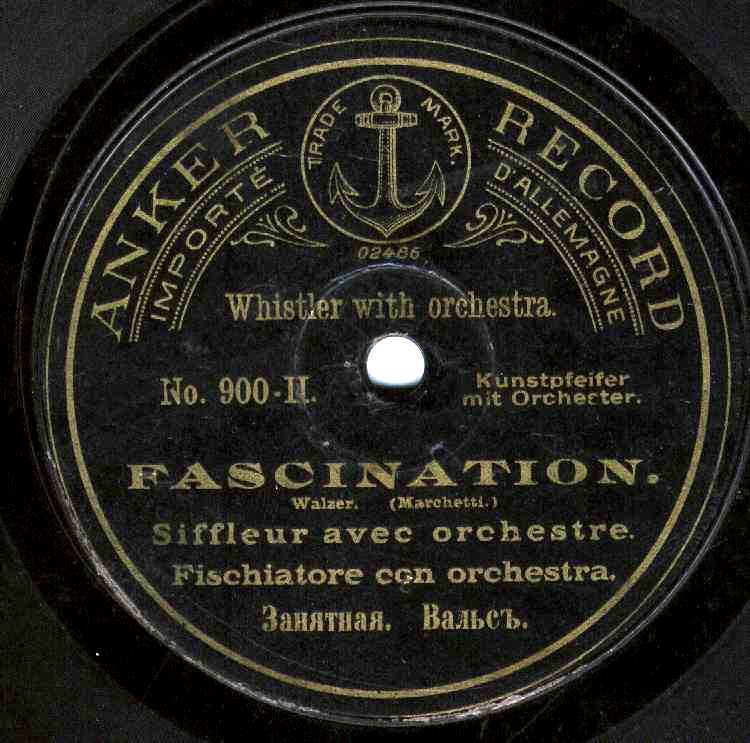 ANKER RECORD
IMPORTÉ D'ALLEMAGNE
TRADE MARK.
02486
Whistler with orchestra.
No. 900-II.
Kunstpfeifer
mit Orchester.
FASCINATION.
Walzer. (Marchetti.)
Siffleur avec orchestre.
Fischiatore con orchestra.
Занятная. Вальсъ.